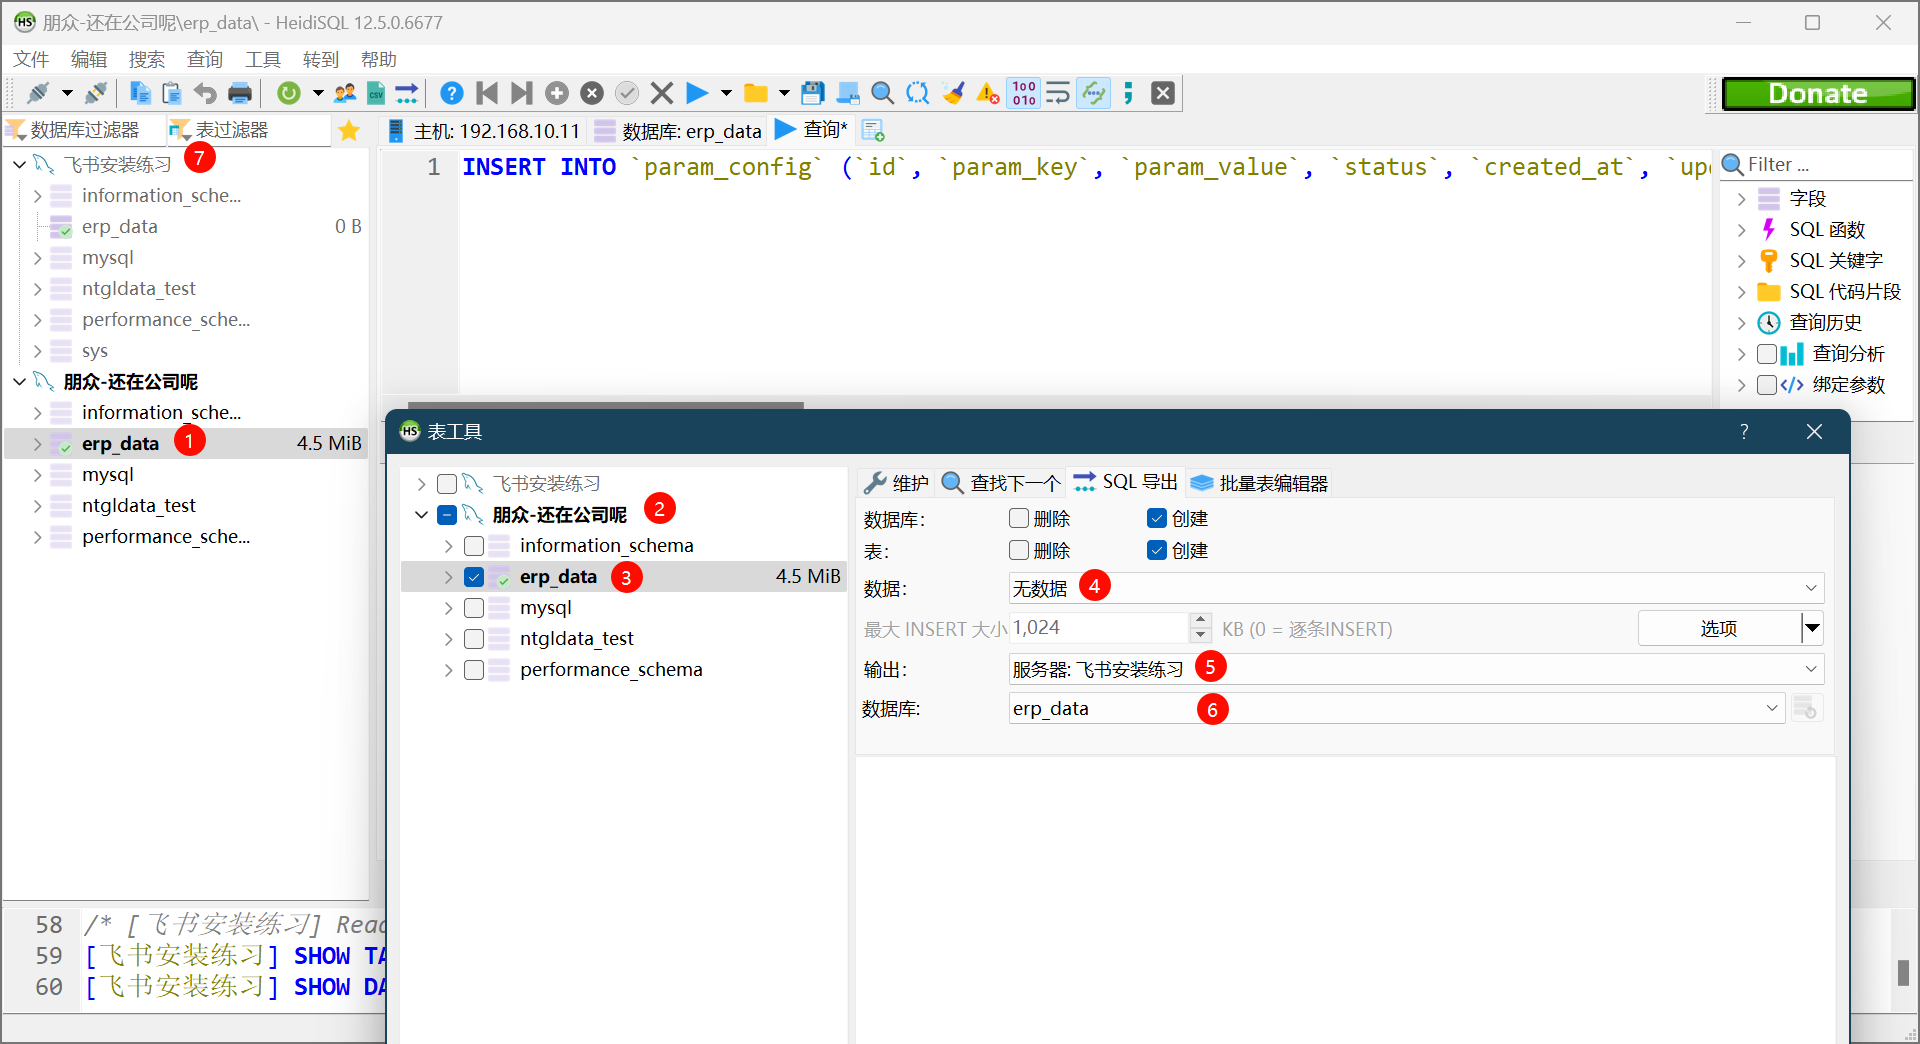 朋众-还在公司呢\erp_data\ - HeidiSQL 12.5.0.6677
文件 编辑 搜索 查询 工具 转到 帮助
Donate
数据库过滤器 表过滤器
主机: 192.168.10.11 数据库: erp_data 查询*
飞书安装练习 7
information_sche...
erp_data 0 B
mysql
ntgldata_test
performance_sche...
sys
朋众-还在公司呢
information_sche...
erp_data 1 4.5 MiB
mysql
ntgldata_test
performance_sche...
1 INSERT INTO `param_config` (`id`, `param_key`, `param_value`, `status`, `created_at`, `up
Filter ...
字段
SQL 函数
SQL 关键字
SQL 代码片段
查询历史
查询分析
绑定参数
表工具 ?
飞书安装练习
朋众-还在公司呢 2
information_schema
erp_data 3 4.5 MiB
mysql
ntgldata_test
performance_schema
维护 查找下一个 SQL 导出 批量表编辑器
数据库: 删除 创建
表: 删除 创建
数据: 无数据 4
最大 INSERT 大小 1,024 KB (0 = 逐条INSERT) 选项
输出: 服务器: 飞书安装练习 5
数据库: erp_data 6
58 /* [飞书安装练习] Read
59 [飞书安装练习] SHOW TA
60 [飞书安装练习] SHOW DA